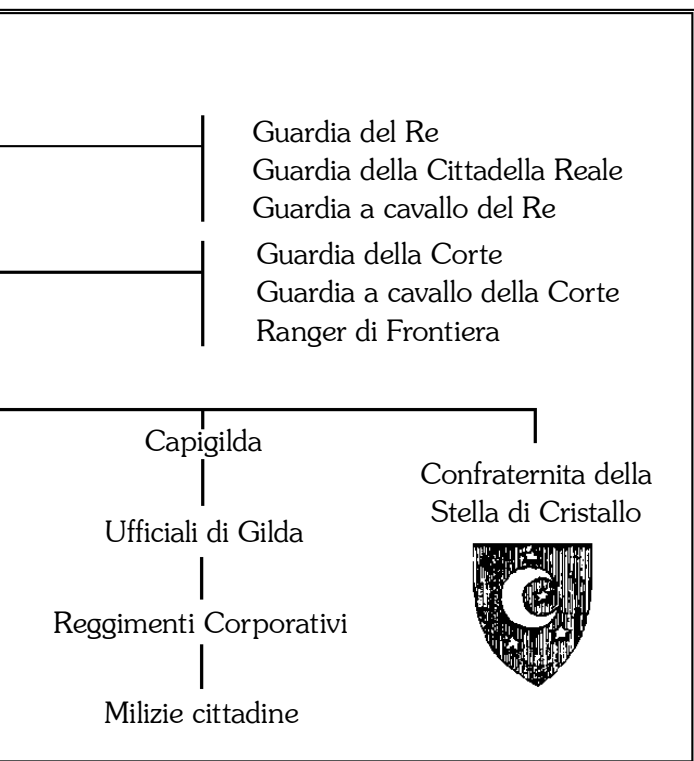 Guardia del Re
Guardia della Cittadella Reale
Guardia a cavallo del Re
Guardia della Corte
Guardia a cavallo della Corte
Ranger di Frontiera
Capigilda
Ufficiali di Gilda
Reggimenti Corporativi
Milizie cittadine
Confraternita della
Stella di Cristallo